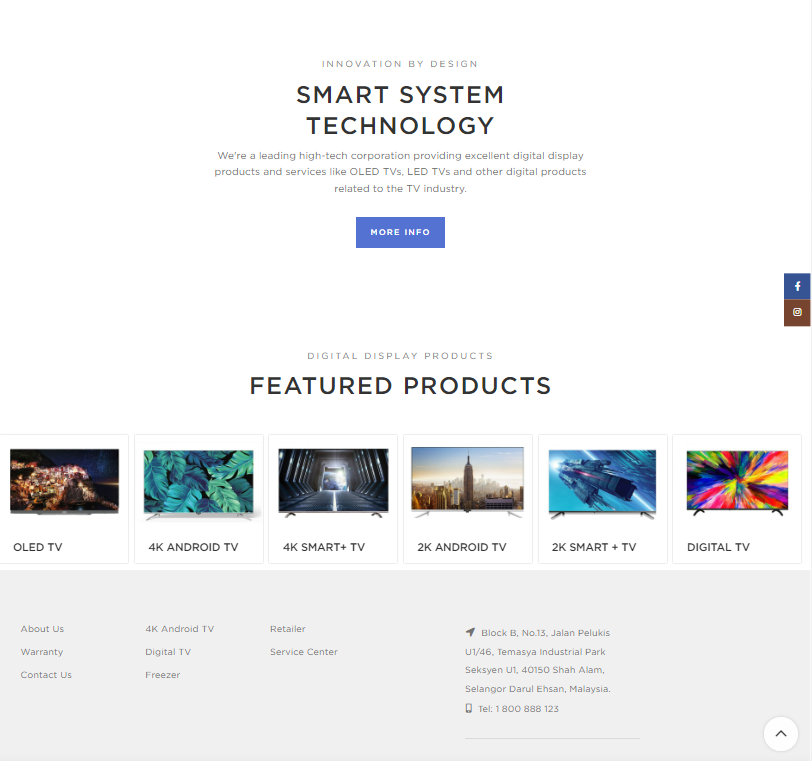 INNOVATION BY DESIGN
SMART SYSTEM
TECHNOLOGY
We're a leading high-tech corporation providing excellent digital display
products and services like OLED TVs, LED TVs and other digital products
related to the TV industry.
MORE INFO
DIGITAL DISPLAY PRODUCTS
FEATURED PRODUCTS
OLED TV
4K ANDROID TV
4K SMART+ TV
2K ANDROID TV
2K SMART + TV
DIGITAL TV
About Us
Warranty
Contact Us
4K Android TV
Digital TV
Freezer
Retailer
Service Center
Block B, No.13, Jalan Pelukis
U1/46, Temasya Industrial Park
Seksyen U1, 40150 Shah Alam,
Selangor Darul Ehsan, Malaysia.
Tel: 1 800 888 123